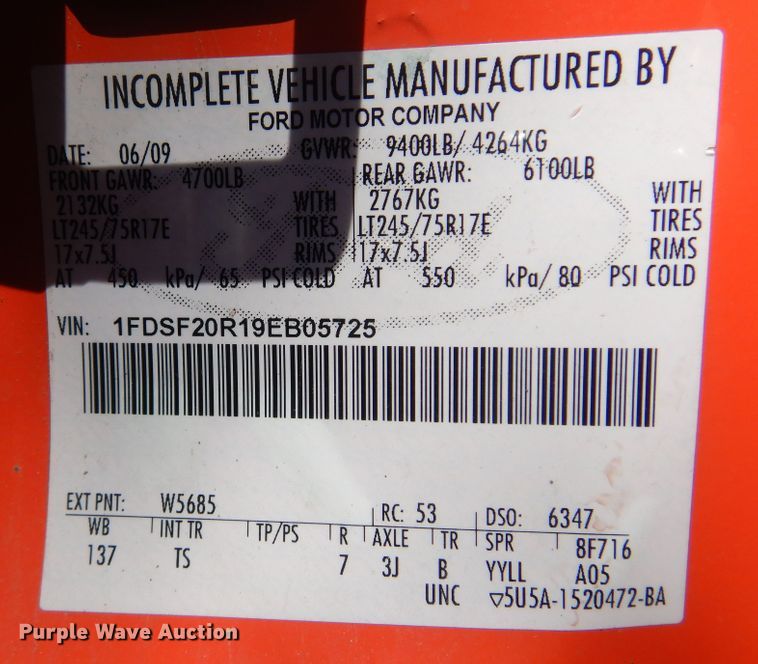 INCOMPLETE VEHICLE MANUFACTURED BY
FORD MOTOR COMPANY
DATE: 06/09 GVWR: 9400LB/ 4264KG
FRONT GAWR: 4700LB REAR GAWR: 6100LB
2132KG WITH 2767KG WITH
LT245/75R17E TIRES LT245/75R17E TIRES
17x7.5J RIMS 17x7.5J RIMS
AT 450 kPa/ 65 PSI COLD AT 550 kPa/ 80 PSI COLD
VIN: 1FDSF20R19EB05725
EXT PNT: W5685 RC: 53 DSO: 6347
WB INT TR TP/PS R AXLE TR SPR 8F716
137 TS 7 3J B YYLL A05
UNC ▽5U5A-1520472-BA
Purple Wave Auction